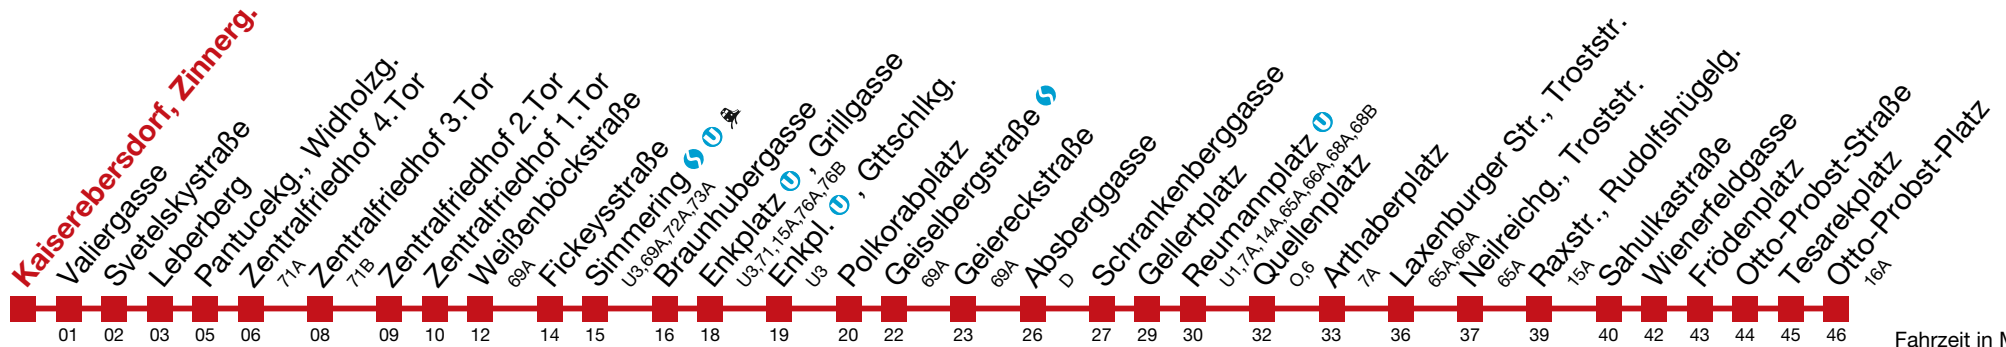 Kaiserebersdorf, Zinnerg.
Valiergasse
Svetelskystraße
Leberberg
Pantucekg., Widholzg.
Zentralfriedhof 4.Tor
71A
Zentralfriedhof 3.Tor
71B
Zentralfriedhof 2.Tor
Zentralfriedhof 1.Tor
Weißenböckstraße
69A
Fickeysstraße
Simmering
U3,69A,72A,73A
Braunhubergasse
Enkplatz U, Grillgasse
U3,71,15A,76A,76B
Enkpl. U, Gttschlkg.
U3
Polkorabplatz
Geiselbergstraße
69A
Geiereckstraße
69A
Absberggasse
D
Schrankenberggasse
Gellertplatz
Reumannplatz U
U1,7A,14A,65A,66A,68A,68B
Quellenplatz
O,6
Arthaberplatz
7A
Laxenburger Str., Troststr.
65A,66A
Neilreichg., Troststr.
65A
Raxstr., Rudolfshügelg.
15A
Sahulkastraße
Wienerfeldgasse
Frödenplatz
Otto-Probst-Straße
Tesarekplatz
Otto-Probst-Platz
16A
01 02 03 05 06 08 09 10 12 14 15 16 18 19 20 22 23 26 27 29 30 32 33 36 37 39 40 42 43 44 45 46
Fahrzeit in M